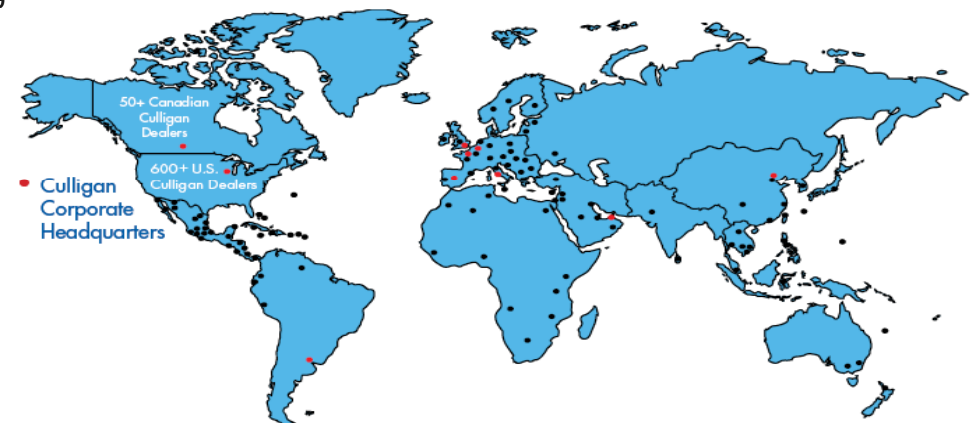 50+ Canadian
Culligan
Dealers
600+ U.S.
Culligan Dealers
Culligan
Corporate
Headquarters